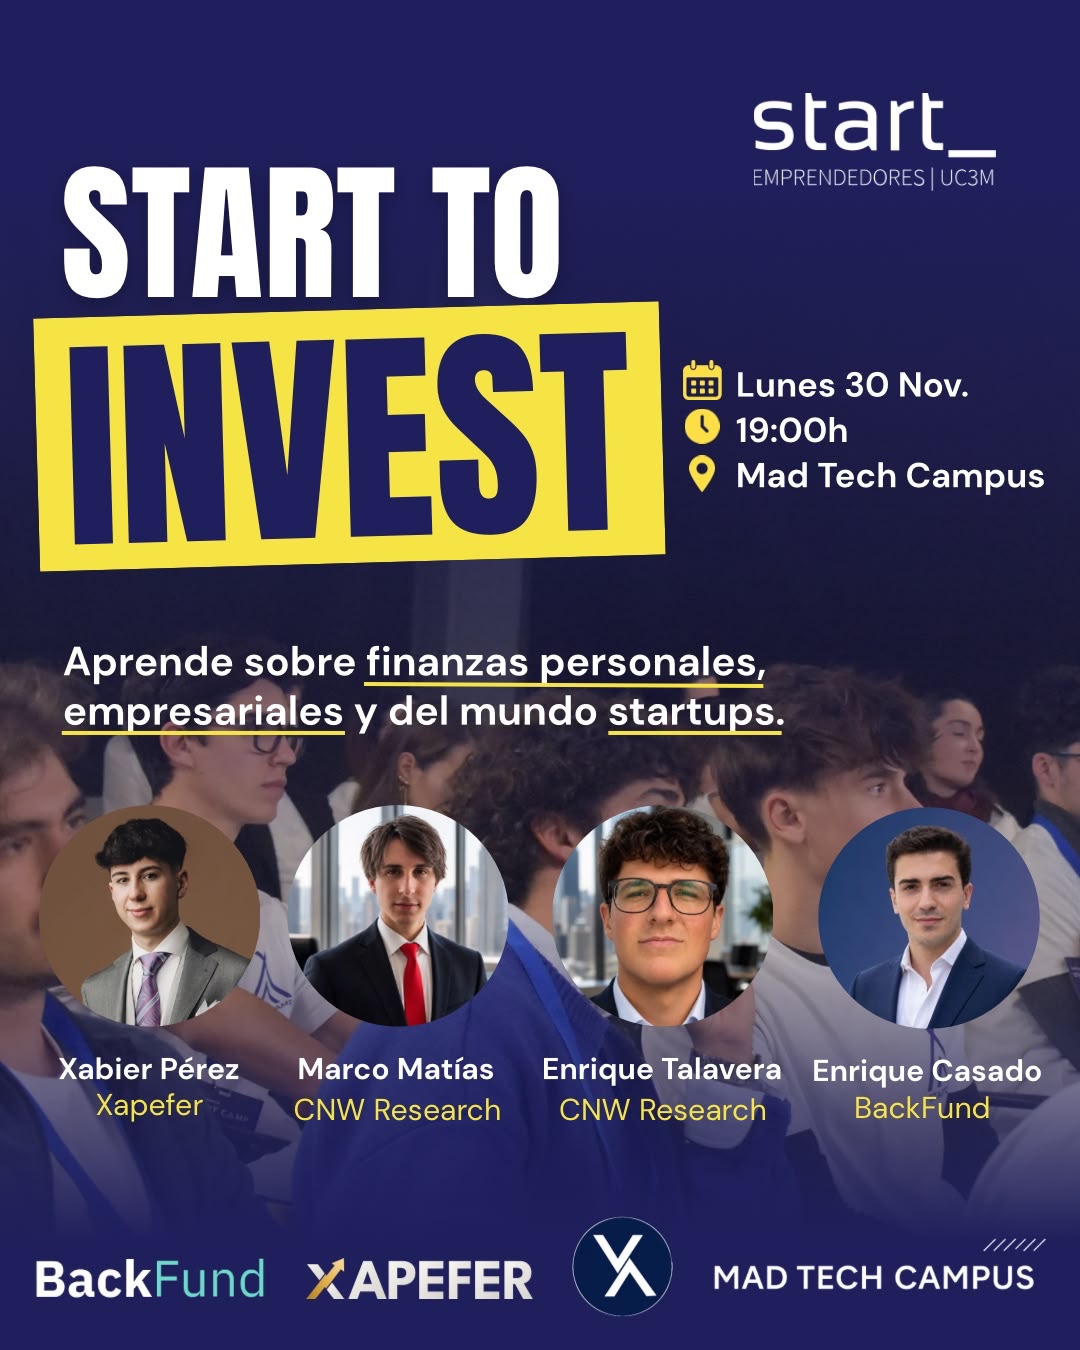 start_
EMPRENDEDORES | UC3M
START TO
INVEST
Lunes 30 Nov.
19:00h
Mad Tech Campus
Aprende sobre finanzas personales,
empresariales y del mundo startups.
Xabier Pérez
Xapefer
Marco Matías
CNW Research
Enrique Talavera
CNW Research
Enrique Casado
BackFund
BackFund
XAPEFER
MAD TECH CAMPUS